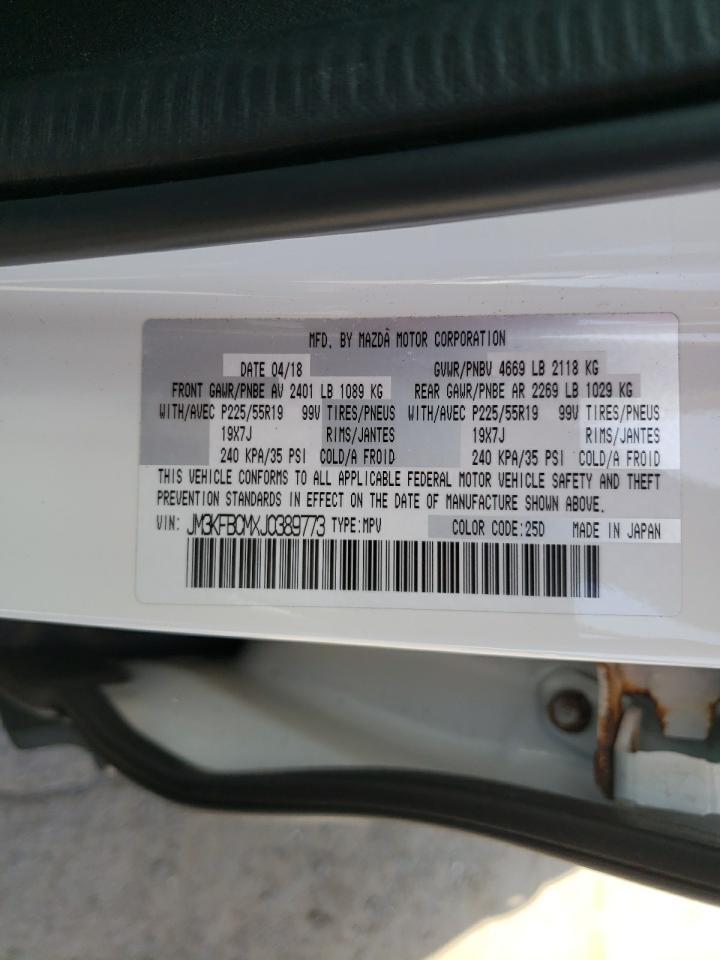 MFD. BY MAZDA MOTOR CORPORATION
DATE 04/18 GVWR/PNBV 4669 LB 2118 KG
FRONT GAWR/PNBE AV 2401 LB 1089 KG REAR GAWR/PNBE AR 2269 LB 1029 KG
WITH/AVEC P225/55R19 99V TIRES/PNEUS WITH/AVEC P225/55R19 99V TIRES/PNEUS
19X7J RIMS/JANTES 19X7J RIMS/JANTES
240 KPA/35 PSI COLD/A FROID 240 KPA/35 PSI COLD/A FROID
THIS VEHICLE CONFORMS TO ALL APPLICABLE FEDERAL MOTOR VEHICLE SAFETY AND THEFT
PREVENTION STANDARDS IN EFFECT ON THE DATE OF MANUFACTURE SHOWN ABOVE.
VIN: JM3KFBCMXJ0389773 TYPE:MPV COLOR CODE:25D MADE IN JAPAN